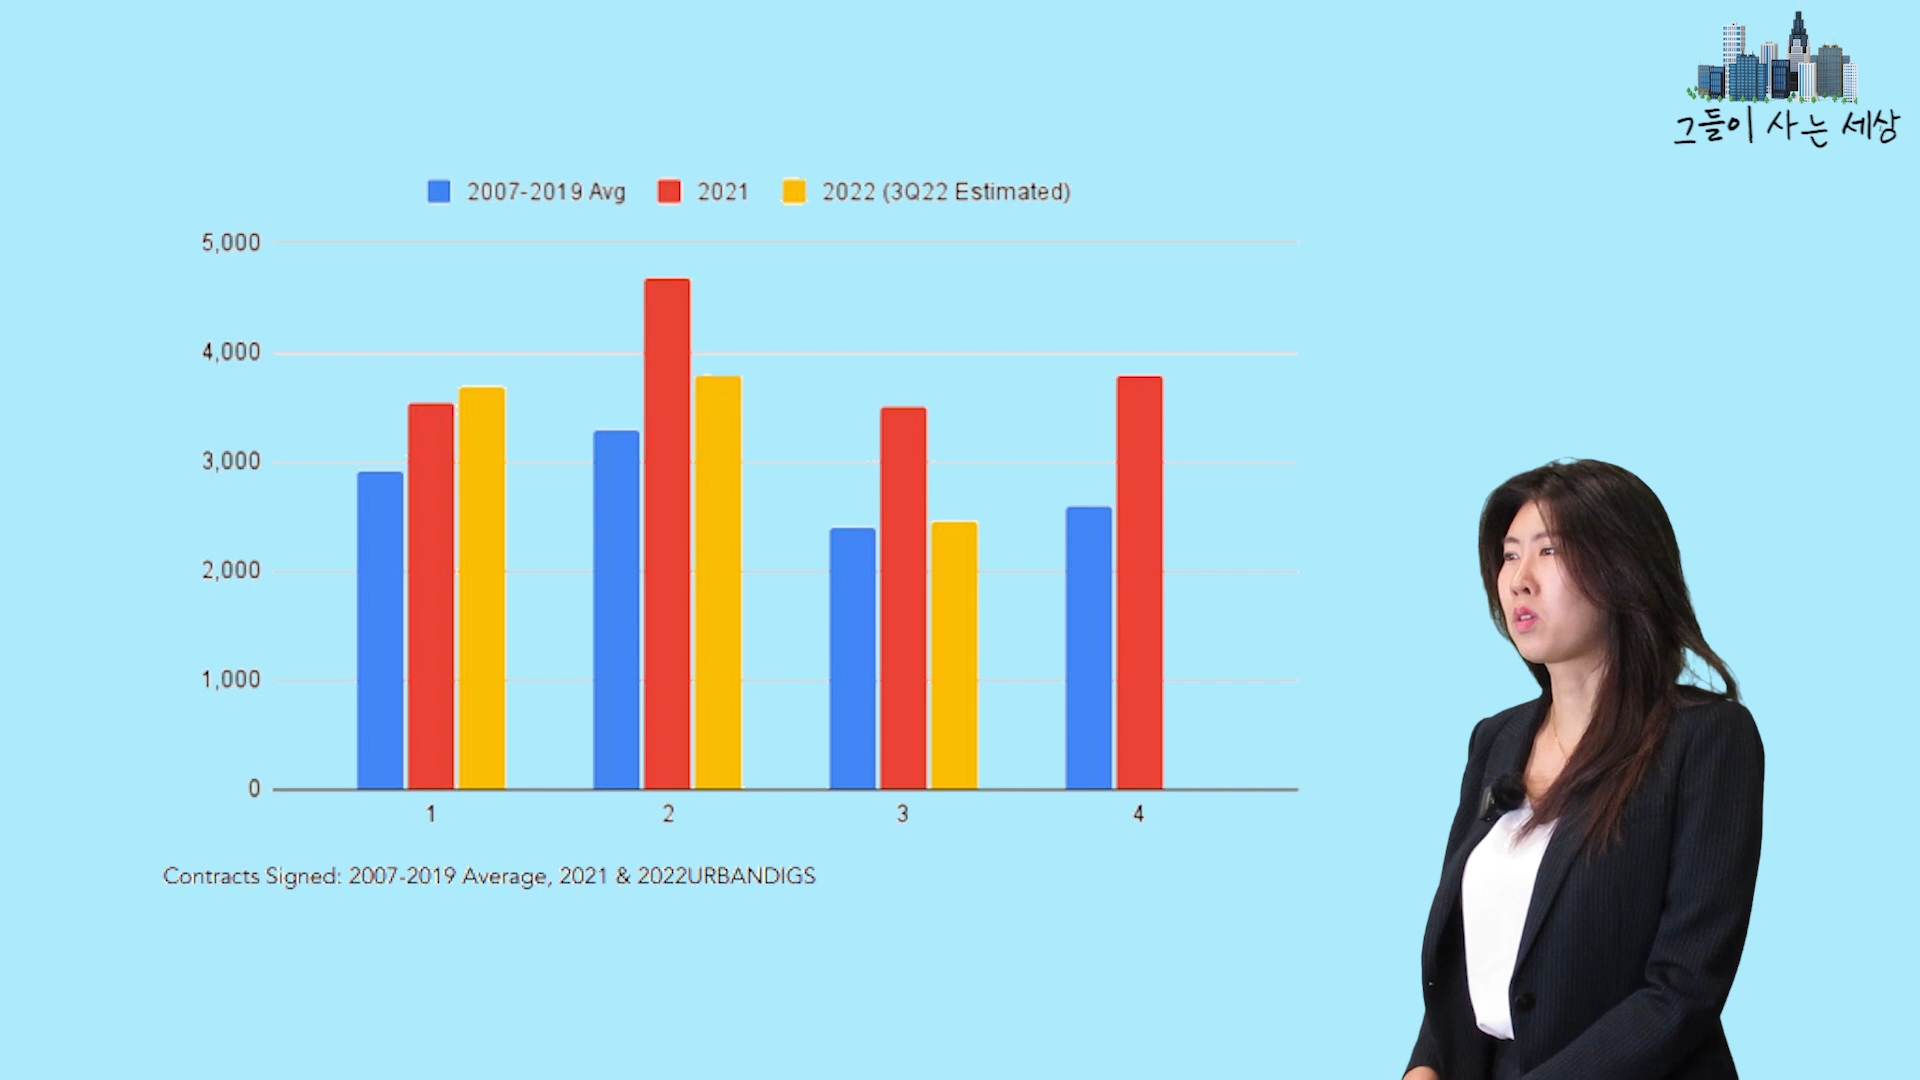 그들이 사는 세상
2007-2019 Avg 2021 2022 (3Q22 Estimated)
5,000
4,000
3,000
2,000
1,000
0
1 2 3 4
Contracts Signed: 2007-2019 Average, 2021 & 2022URBANDIGS